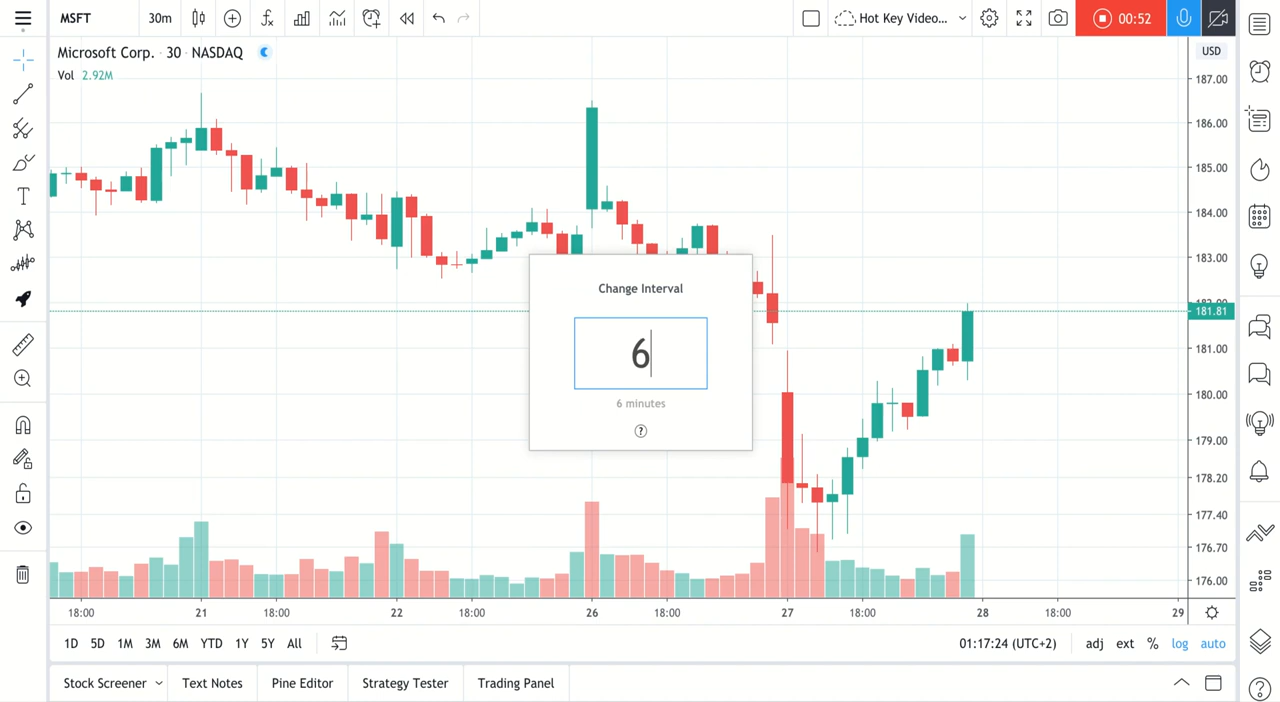 MSFT
30m
Hot Key Video...
00:52
Microsoft Corp. · 30 · NASDAQ
Vol 2.92M
USD
187.00
186.00
185.00
184.00
183.00
182.00
181.81
181.00
180.00
179.00
178.20
177.40
176.70
176.00
Change Interval
6
6 minutes
?
18:00 21 18:00 22 18:00 26 18:00 27 18:00 28 18:00 29
1D 5D 1M 3M 6M YTD 1Y 5Y All
01:17:24 (UTC+2) adj ext % log auto
Stock Screener Text Notes Pine Editor Strategy Tester Trading Panel
?